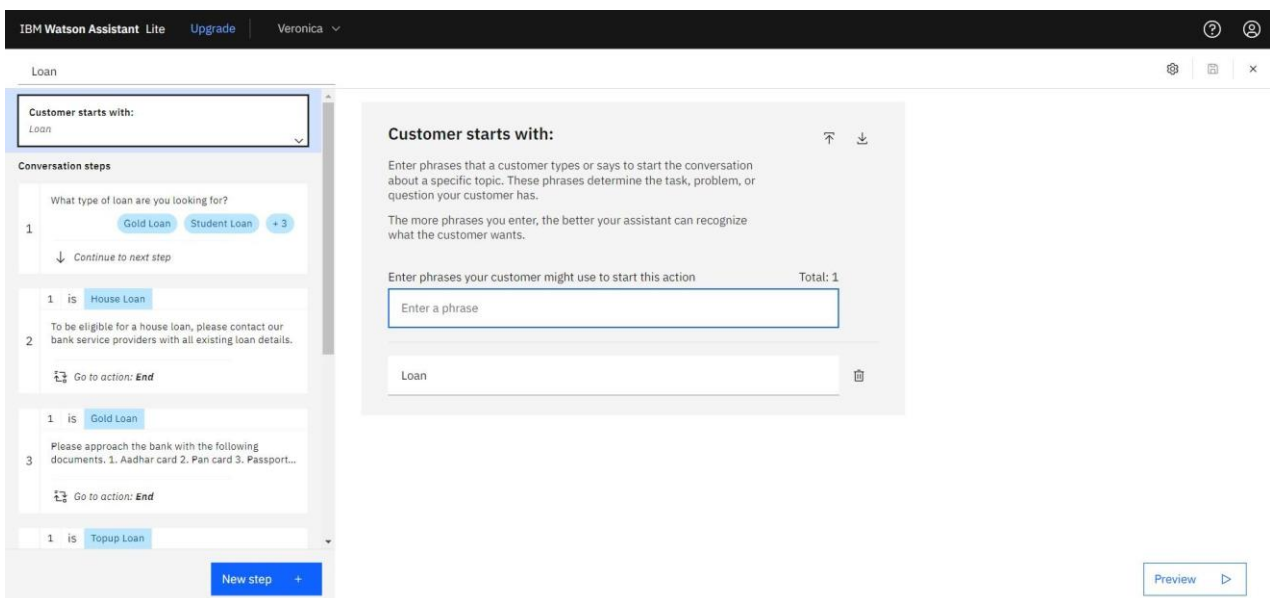 IBM Watson Assistant Lite Upgrade Veronica
Loan
Customer starts with:
Loan
Conversation steps
1
What type of loan are you looking for?
Gold Loan Student Loan + 3
Continue to next step
1 is House Loan
2
To be eligible for a house loan, please contact our
bank service providers with all existing loan details.
Go to action: End
1 is Gold Loan
3
Please approach the bank with the following
documents. 1. Aadhar card 2. Pan card 3. Passport...
Go to action: End
1 is Topup Loan
New step +
Customer starts with:
Enter phrases that a customer types or says to start the conversation
about a specific topic. These phrases determine the task, problem, or
question your customer has.
The more phrases you enter, the better your assistant can recognize
what the customer wants.
Enter phrases your customer might use to start this action Total: 1
Enter a phrase
Loan
Preview